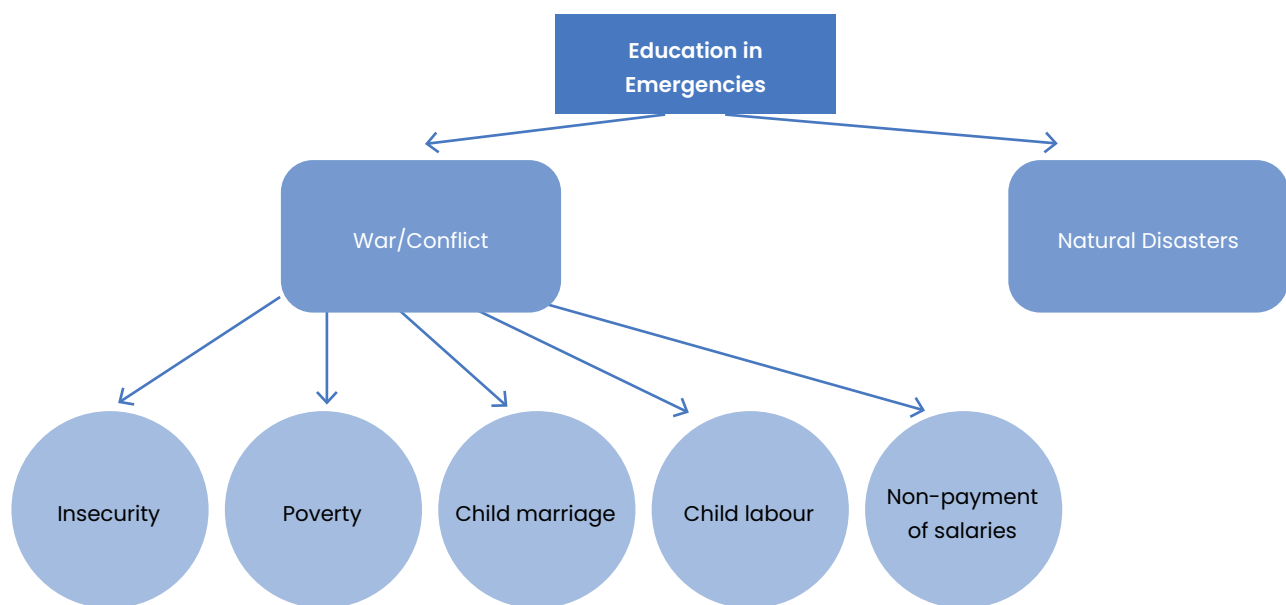 Education in
Emergencies
War/Conflict
Natural Disasters
Insecurity
Poverty
Child marriage
Child labour
Non-payment
of salaries